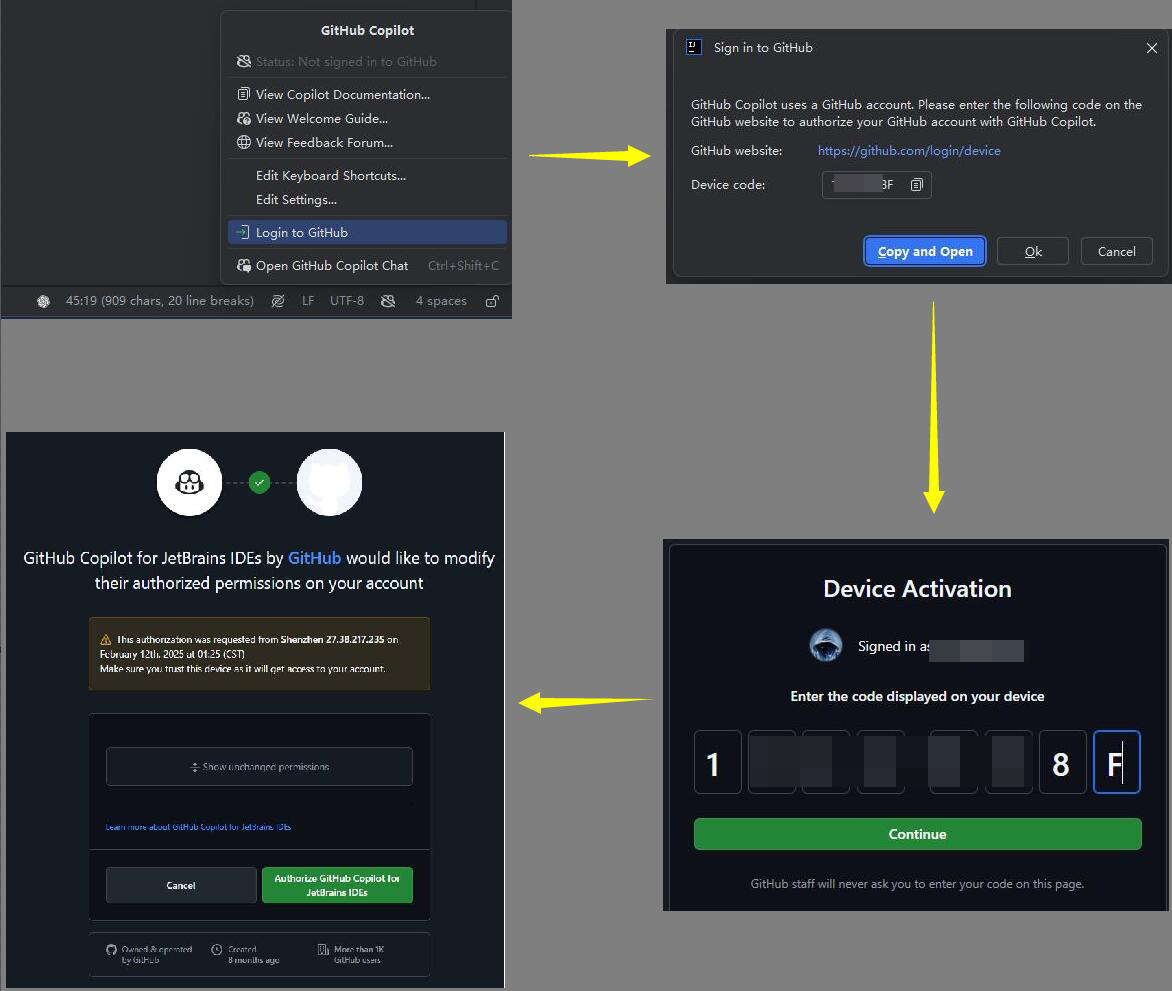 GitHub Copilot
Status: Not signed in to GitHub
View Copilot Documentation...
View Welcome Guide...
View Feedback Forum...
Edit Keyboard Shortcuts...
Edit Settings...
Login to GitHub
Open GitHub Copilot Chat Ctrl+Shift+C
45:19 (909 chars, 20 line breaks) LF UTF-8 4 spaces
Sign in to GitHub
GitHub Copilot uses a GitHub account. Please enter the following code on the
GitHub website to authorize your GitHub account with GitHub Copilot.
GitHub website: https://github.com/login/device
Device code: 8F
Copy and Open Ok Cancel
Device Activation
Signed in as
Enter the code displayed on your device
1 8 F
Continue
GitHub staff will never ask you to enter your code on this page.
GitHub Copilot for JetBrains IDEs by GitHub would like to modify
their authorized permissions on your account
This authorization was requested from Shenzhen 27.38.217.235 on
February 12th, 2025 at 01:25 (CST)
Make sure you trust this device as it will get access to your account.
Show unchanged permissions
Learn more about GitHub Copilot for JetBrains IDEs
Cancel
Authorize GitHub Copilot for
JetBrains IDEs
Owned & operated
by GitHub
Created
8 months ago
More than 1K
GitHub users